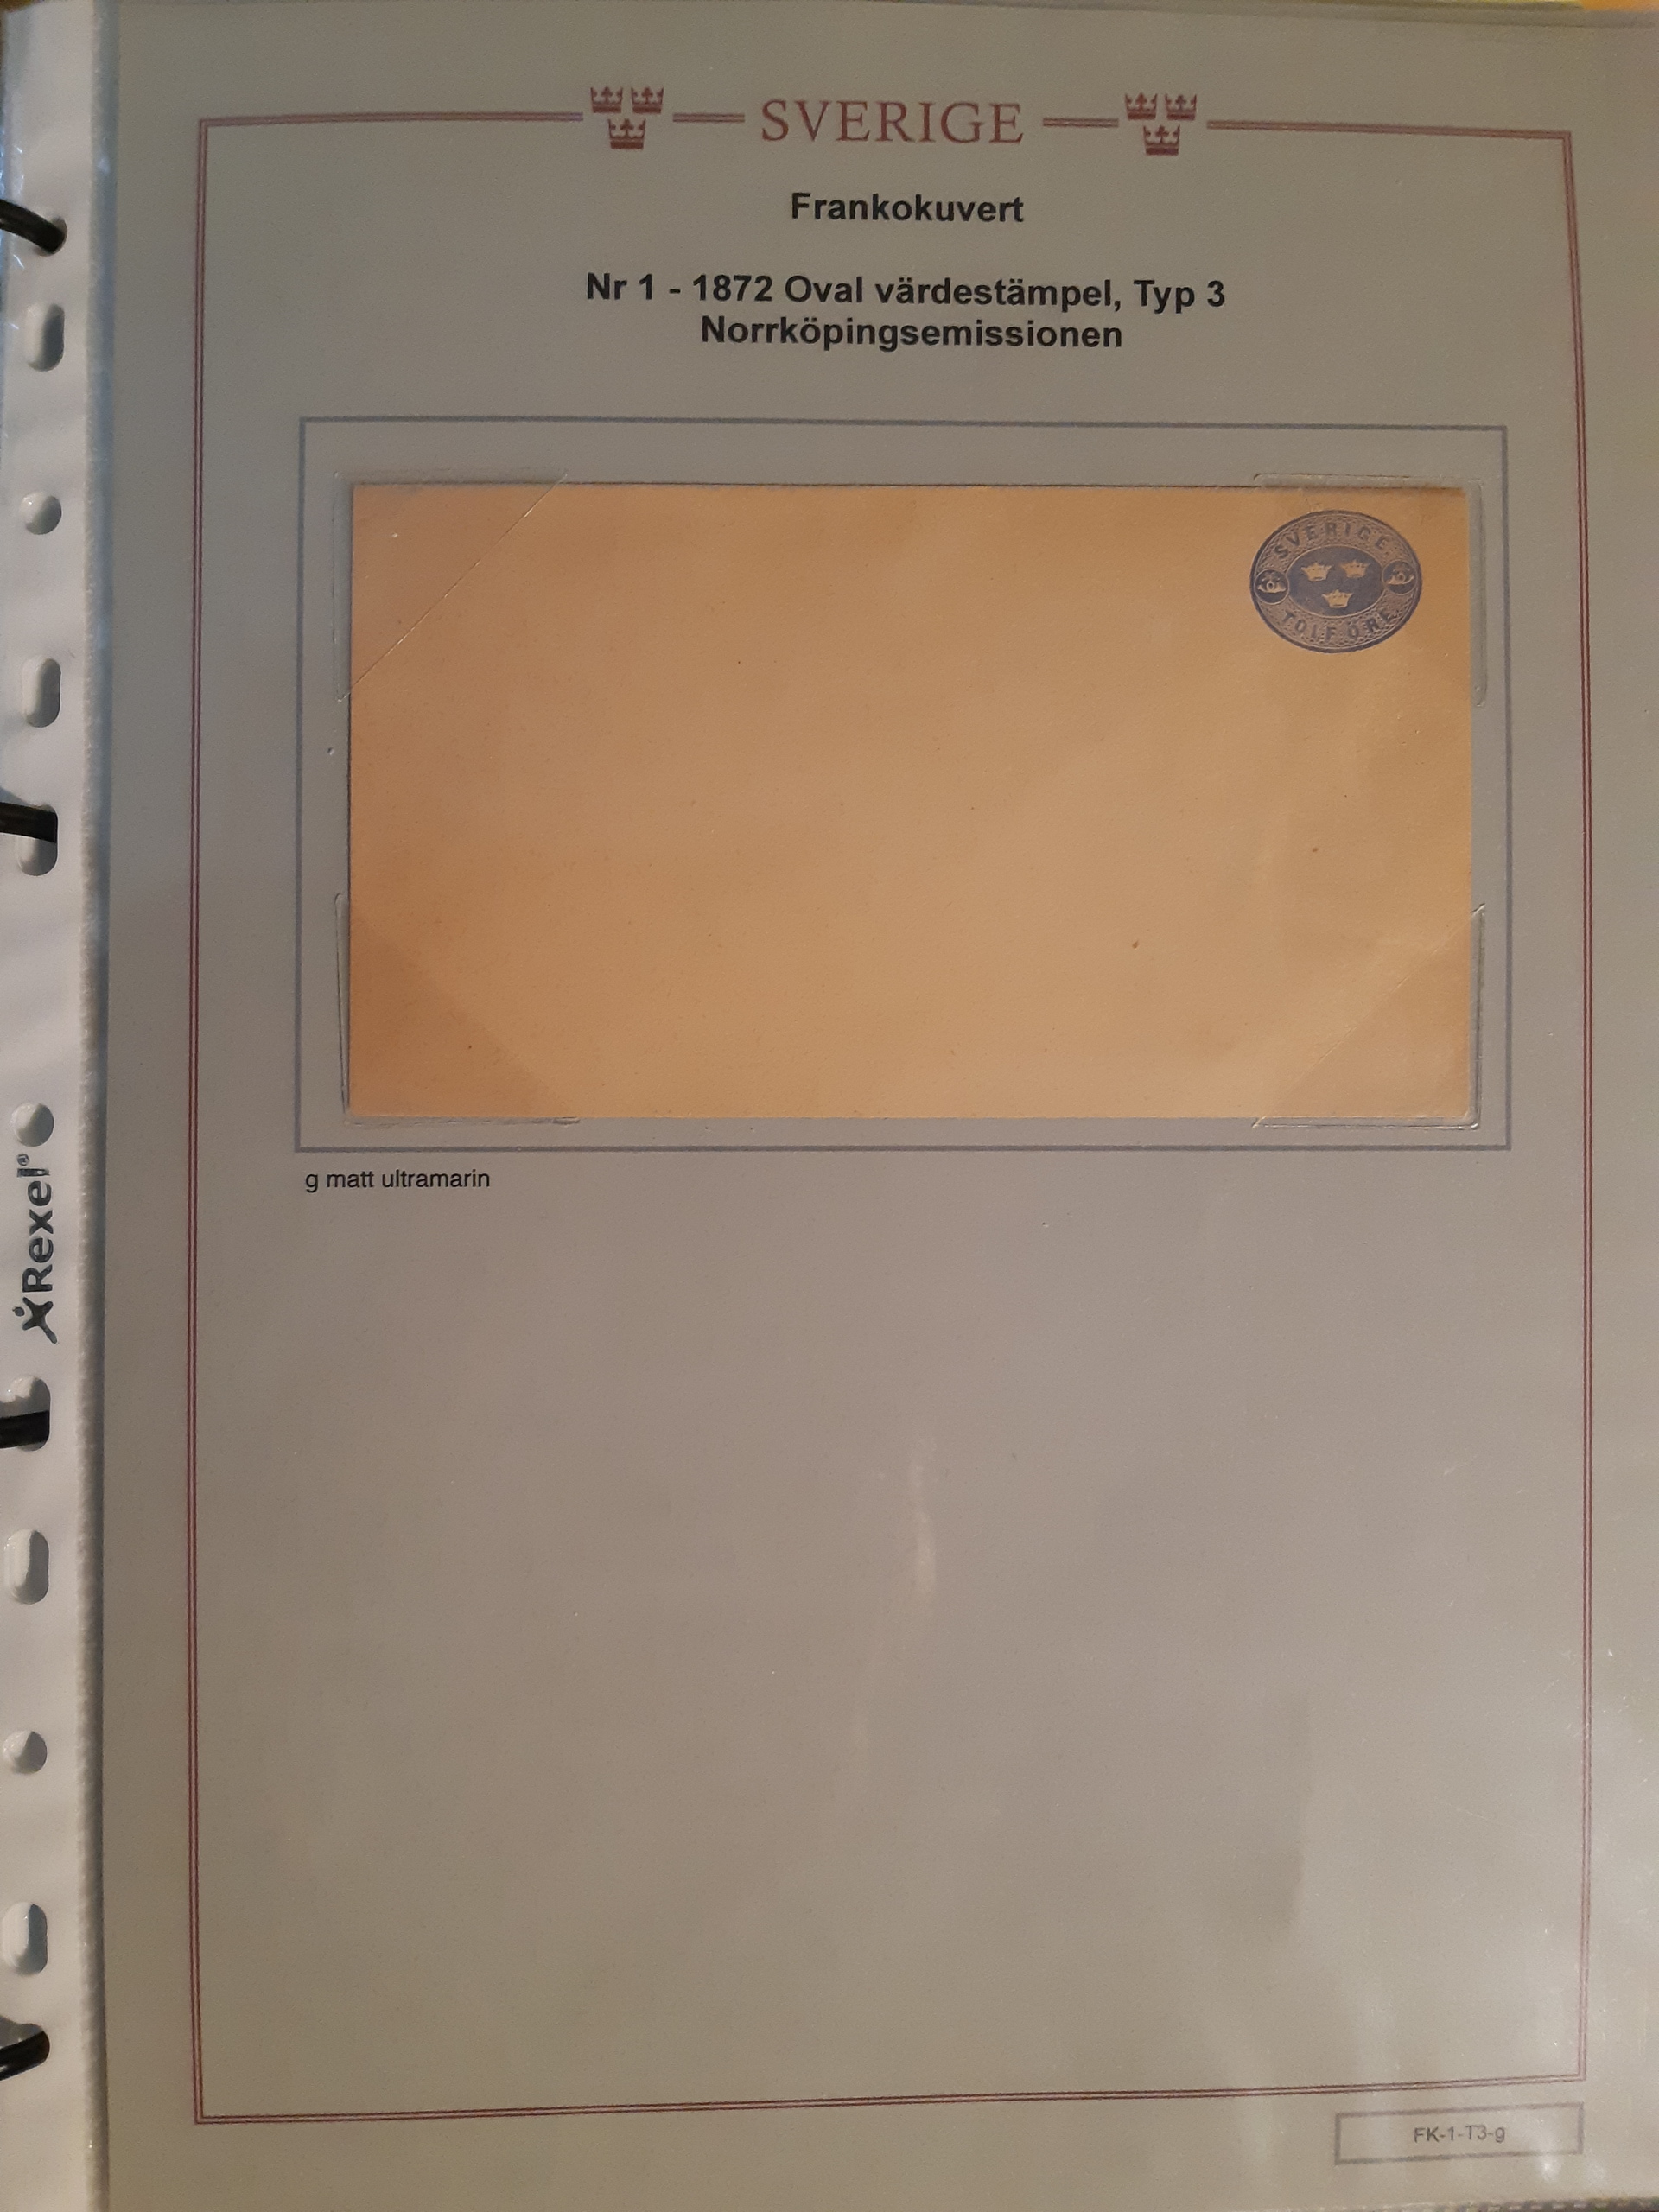 SVERIGE
Frankokuvert
Nr 1 - 1872 Oval värdestämpel, Typ 3
Norrköpingsemissionen
SVERIGE.
TOLF ÖRE.
g matt ultramarin
Rexel®
FK-1-T3-g